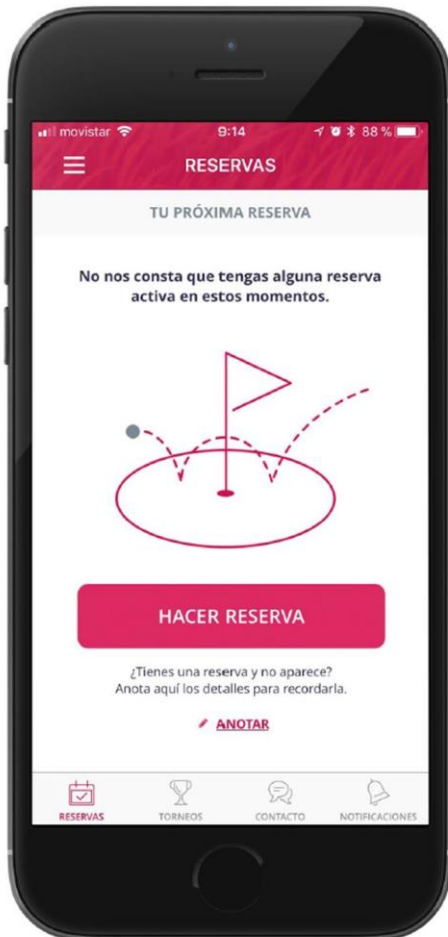 movistar 9:14 88 %
RESERVAS
TU PRÓXIMA RESERVA
No nos consta que tengas alguna reserva
activa en estos momentos.
HACER RESERVA
¿Tienes una reserva y no aparece?
Anota aquí los detalles para recordarla.
ANOTAR
RESERVAS TORNEOS CONTACTO NOTIFICACIONES